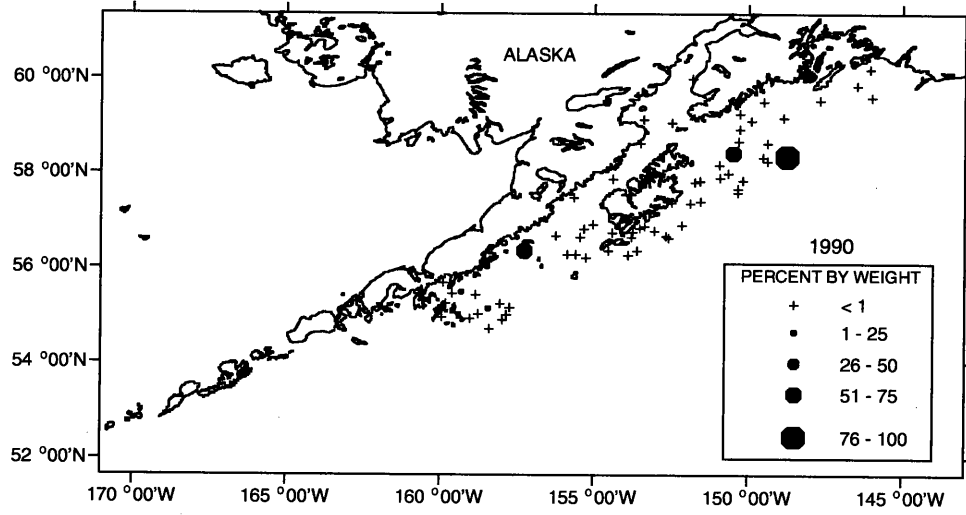 ALASKA
60 °00'N
58 °00'N
56 °00'N
54 °00'N
52 °00'N
1990
PERCENT BY WEIGHT
+ < 1
1 - 25
26 - 50
51 - 75
76 - 100
170 °00'W 165 °00'W 160 °00'W 155 °00'W 150 °00'W 145 °00'W